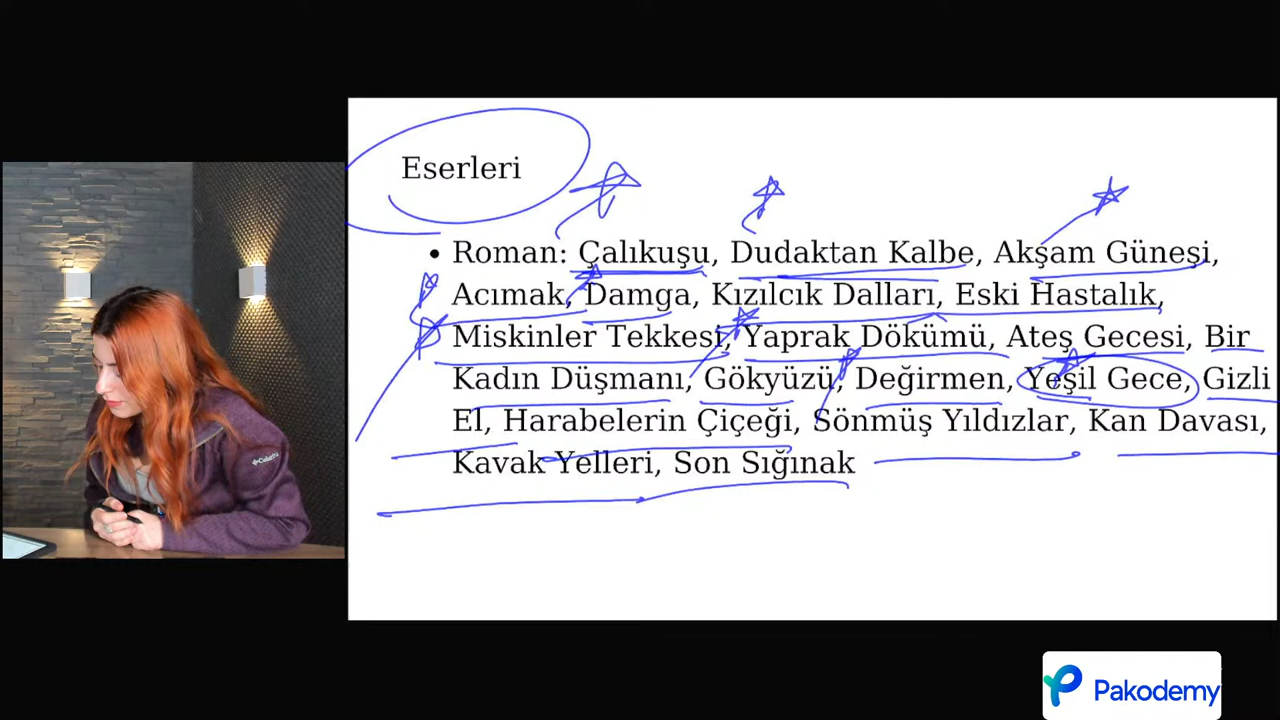 Eserleri
• Roman: Çalıkuşu, Dudaktan Kalbe, Akşam Güneşi,
Acımak, Damga, Kızılcık Dalları, Eski Hastalık,
Miskinler Tekkesi, Yaprak Dökümü, Ateş Gecesi, Bir
Kadın Düşmanı, Gökyüzü, Değirmen, Yeşil Gece, Gizli
El, Harabelerin Çiçeği, Sönmüş Yıldızlar, Kan Davası,
Kavak Yelleri, Son Sığınak
Columbia
Pakodemy